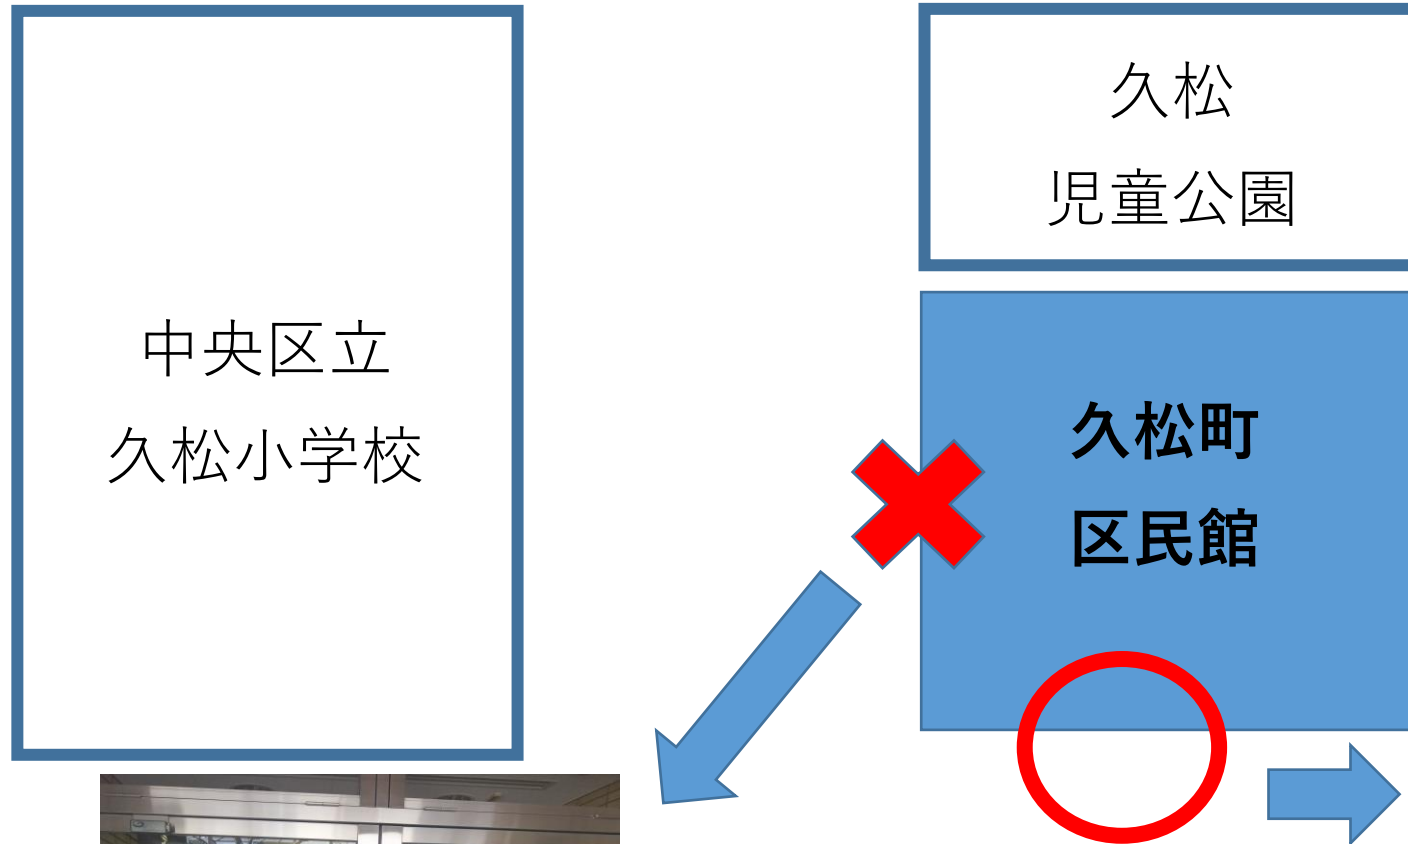 中央区立
久松小学校
久松
児童公園
久松町
区民館